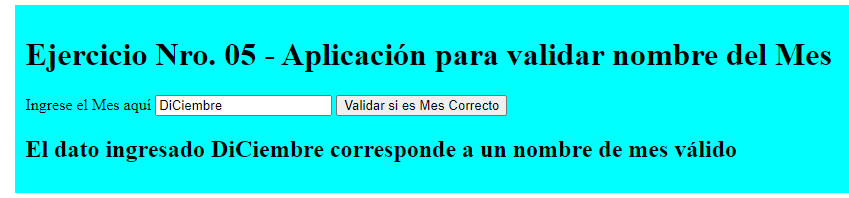 Ejercicio Nro. 05 - Aplicación para validar nombre del Mes
Ingrese el Mes aquí DiCiembre Validar si es Mes Correcto
El dato ingresado DiCiembre corresponde a un nombre de mes válido